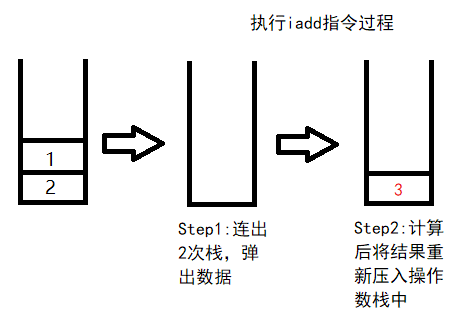 执行iadd指令过程
1
2
3
Step1:连出
2次栈，弹
出数据
Step2:计算
后将结果重
新压入操作
数栈中